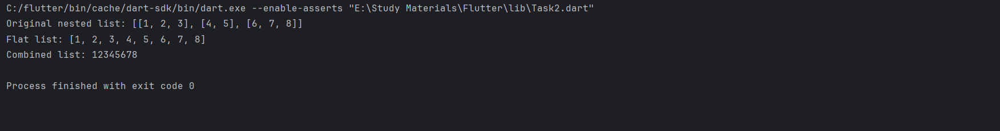 C:/flutter/bin/cache/dart-sdk/bin/dart.exe --enable-asserts "E:\Study Materials\Flutter\lib\Task2.dart"
Original nested list: [[1, 2, 3], [4, 5], [6, 7, 8]]
Flat list: [1, 2, 3, 4, 5, 6, 7, 8]
Combined list: 12345678
Process finished with exit code 0